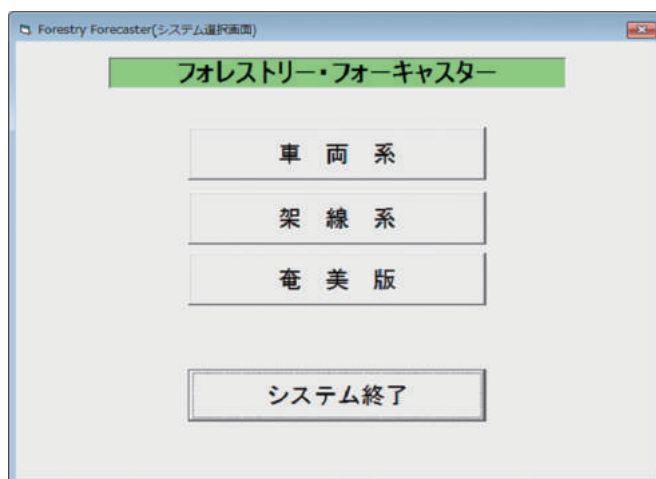 Forestry Forecaster(システム選択画面)
フォレストリー・フォーキャスター
車 両 系
架 線 系
奄 美 版
システム終了